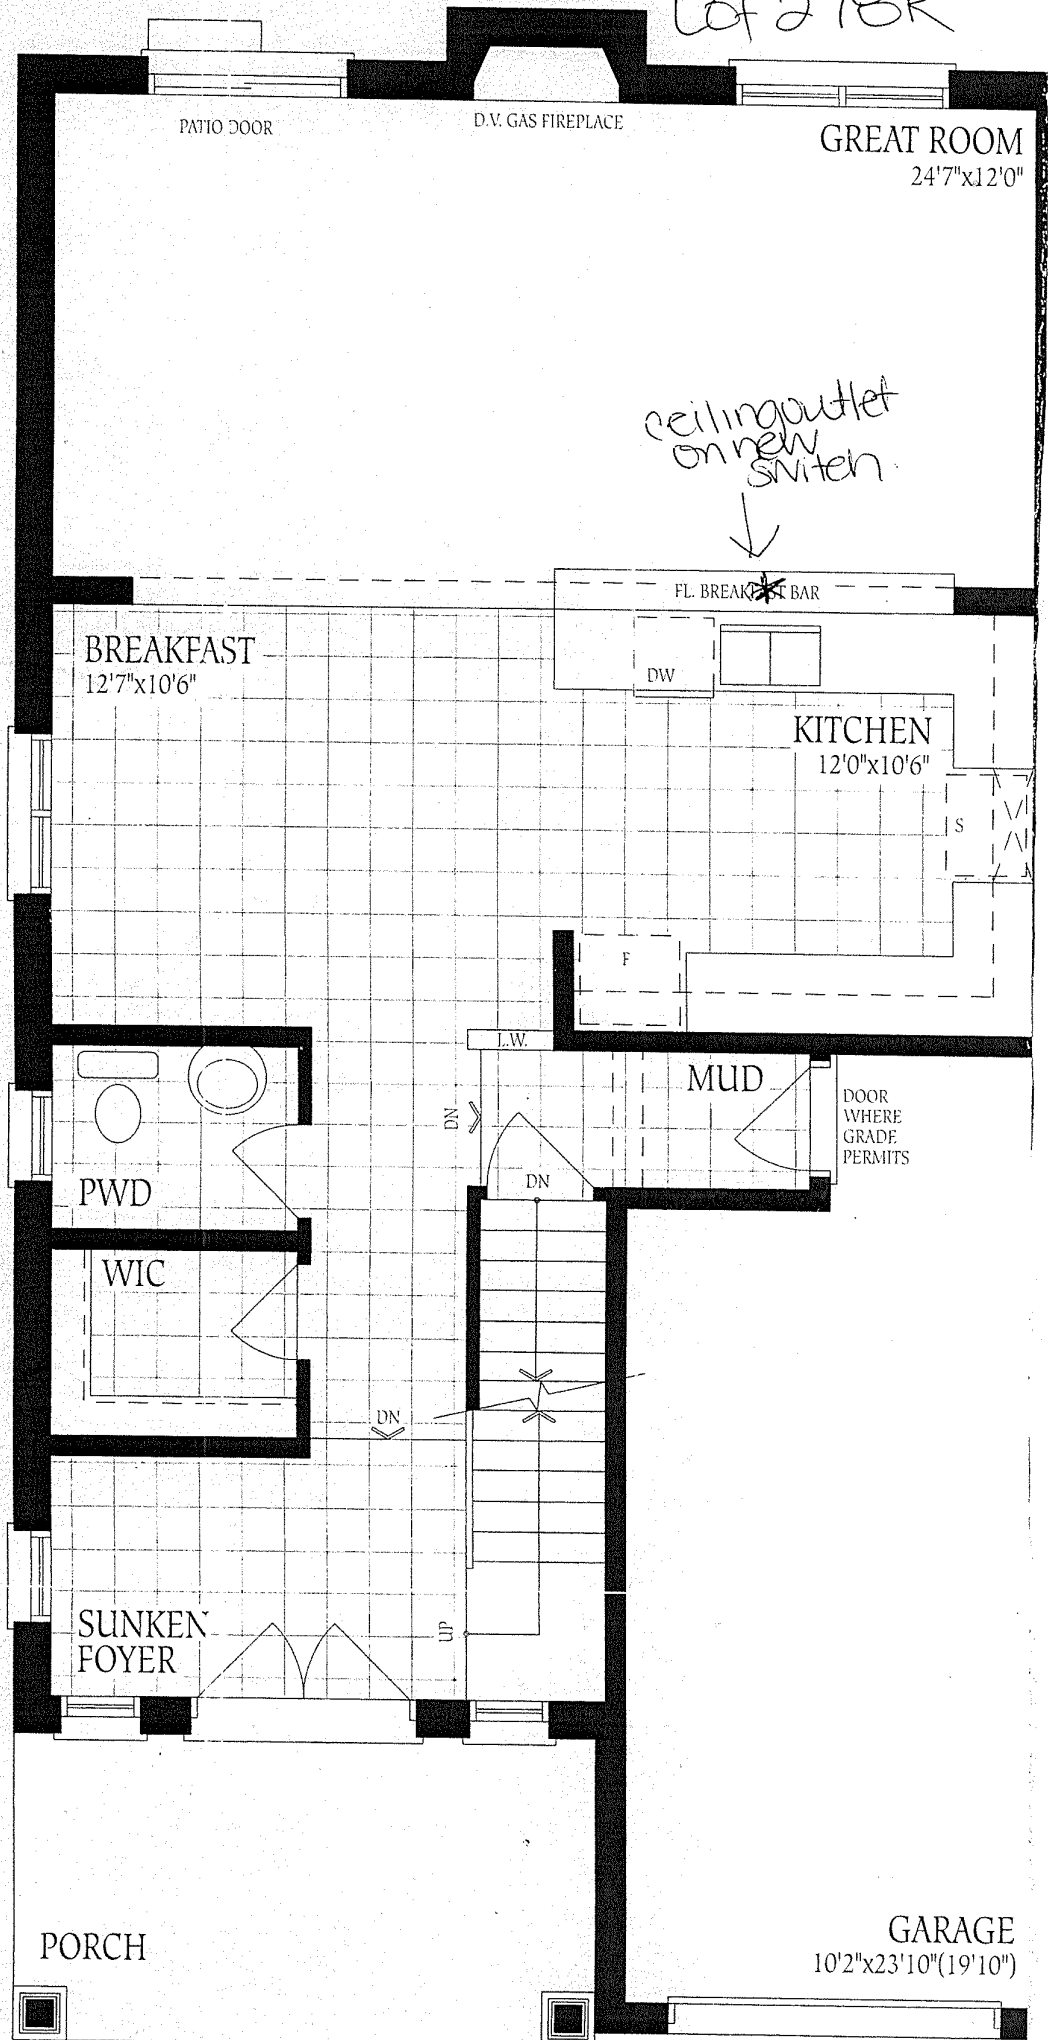 Lot 218R
PATIO DOOR
D.V. GAS FIREPLACE
GREAT ROOM
24'7"x12'0"
ceiling outlet
on new
switch
FL. BREAKFAST BAR
BREAKFAST
12'7"x10'6"
DW
KITCHEN
12'0"x10'6"
S
F
L.W.
MUD
DN
DOOR
WHERE
GRADE
PERMITS
DN
PWD
WIC
DN
SUNKEN
FOYER
UP
PORCH
GARAGE
10'2"x23'10"(19'10")